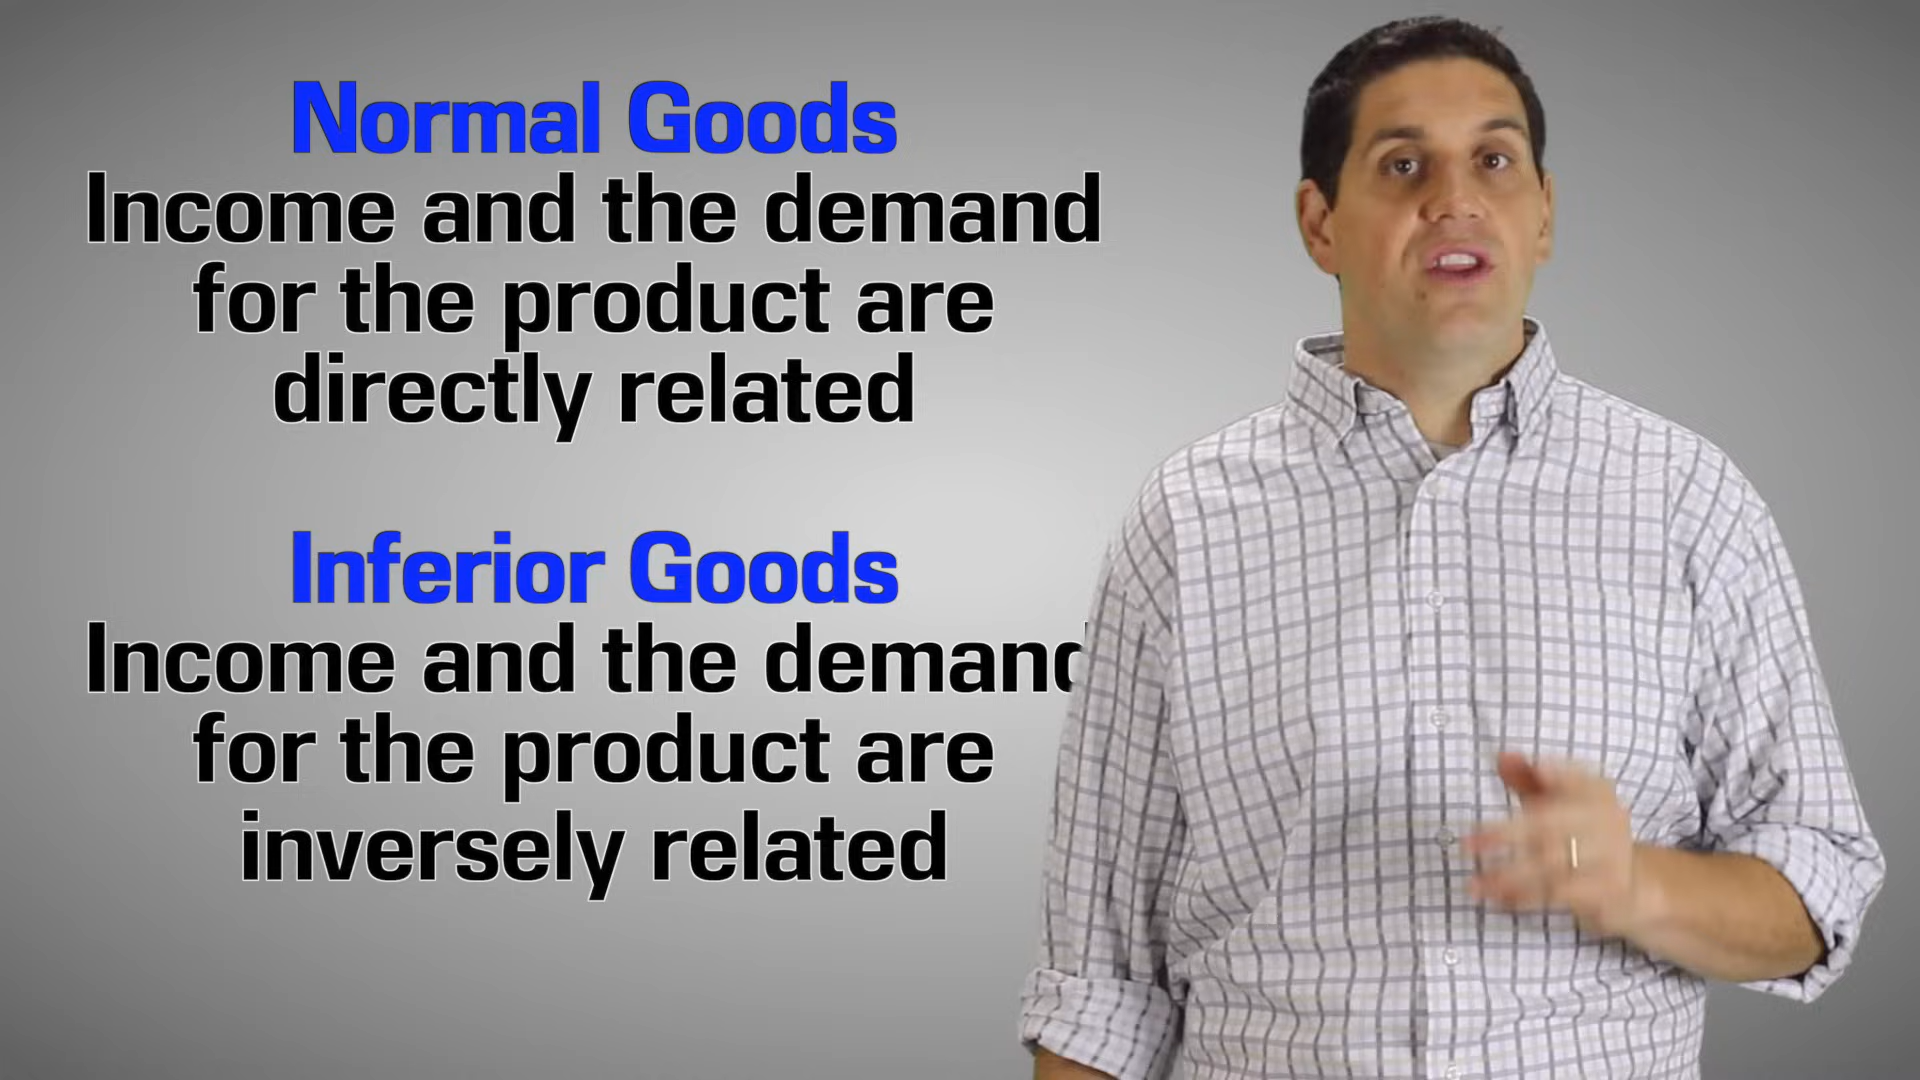 Normal Goods
Income and the demand
for the product are
directly related
Inferior Goods
Income and the demand
for the product are
inversely related